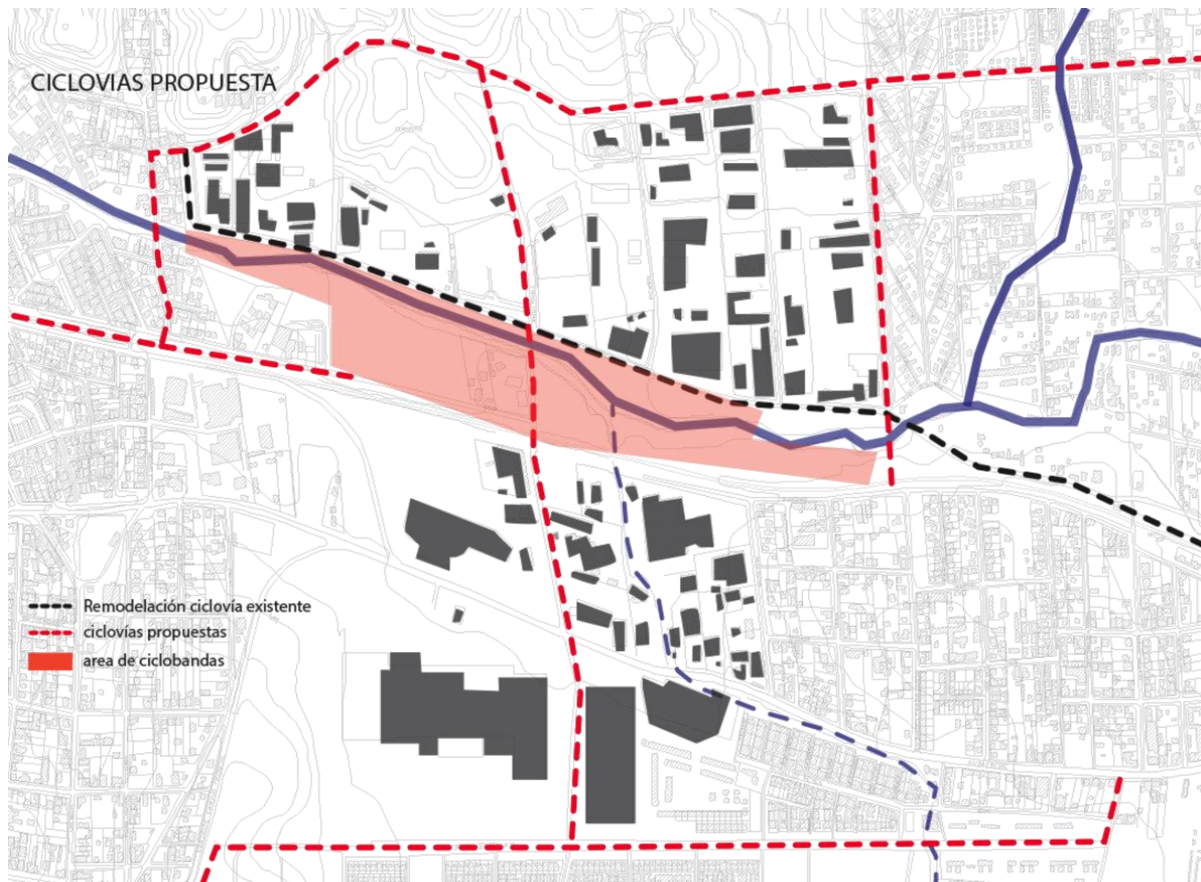 CICLOVIAS PROPUESTA
Remodelación ciclovía existente
ciclovías propuestas
area de ciclobandas